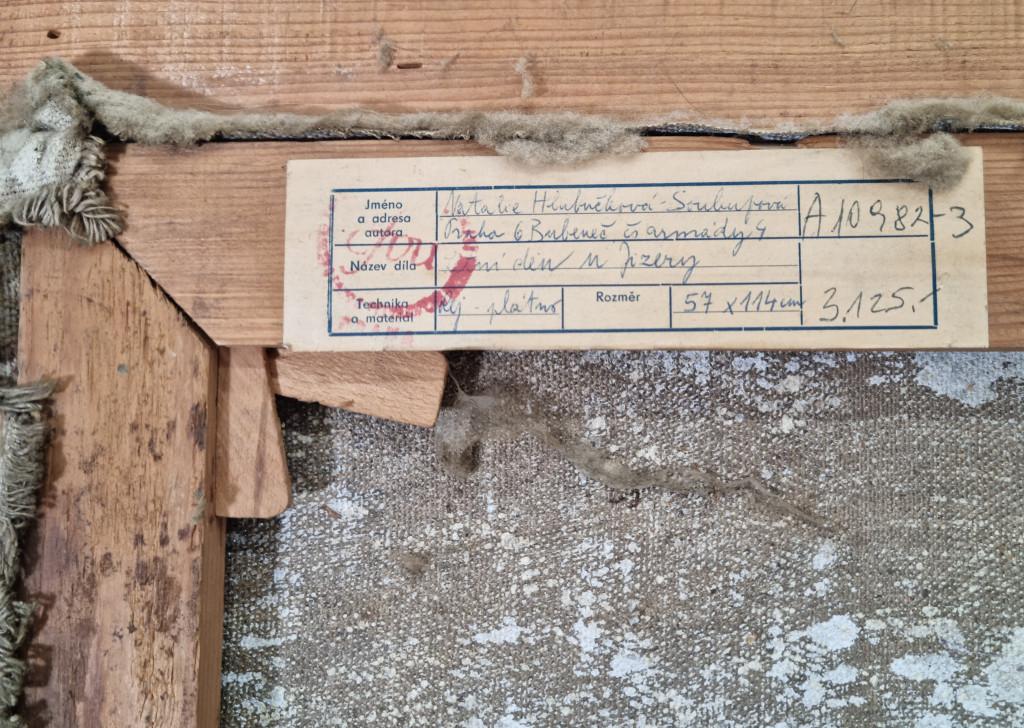 Jméno
a adresa
autora
Natalie Hlubučková-Soukupová
Praha 6 Bubeneč čs armády 4
A 10982-3
Název díla
den u Jizery
Technika
a materiál
olej - plátno
Rozměr
57 x 114 cm
3.125.-